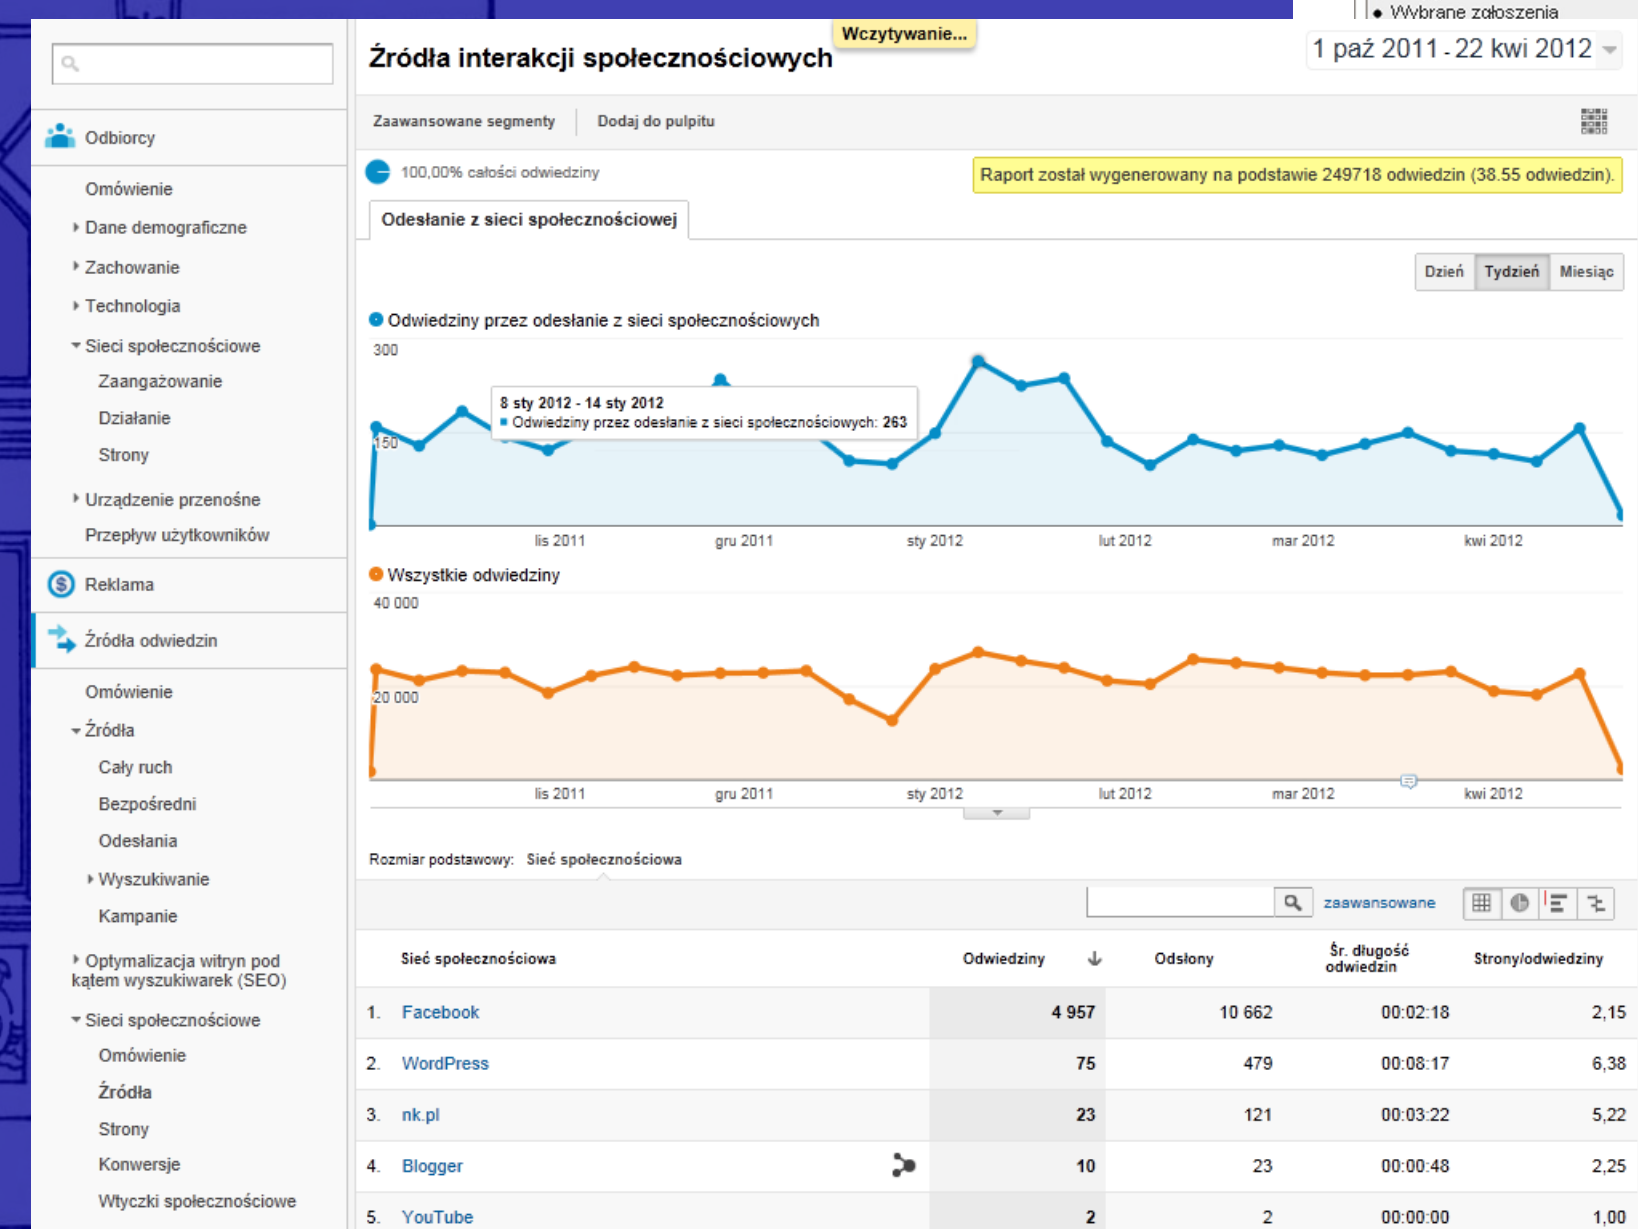 • Wybrane zgłoszenia
Wczytywanie...
Źródła interakcji społecznościowych
1 paź 2011 - 22 kwi 2012
Zaawansowane segmenty
Dodaj do pulpitu
100,00% całości odwiedziny
Raport został wygenerowany na podstawie 249718 odwiedzin (38.55 odwiedzin).
Odesłanie z sieci społecznościowej
Dzień Tydzień Miesiąc
Odwiedziny przez odesłanie z sieci społecznościowych
300
8 sty 2012 - 14 sty 2012
Odwiedziny przez odesłanie z sieci społecznościowych: 263
150
lis 2011 gru 2011 sty 2012 lut 2012 mar 2012 kwi 2012
Wszystkie odwiedziny
40 000
20 000
lis 2011 gru 2011 sty 2012 lut 2012 mar 2012 kwi 2012
Rozmiar podstawowy: Sieć społecznościowa
zaawansowane
Sieć społecznościowa Odwiedziny Odsłony Śr. długość odwiedzin Strony/odwiedziny
1. Facebook 4 957 10 662 00:02:18 2,15
2. WordPress 75 479 00:08:17 6,38
3. nk.pl 23 121 00:03:22 5,22
4. Blogger 10 23 00:00:48 2,25
5. YouTube 2 2 00:00:00 1,00
Odbiorcy
Omówienie
Dane demograficzne
Zachowanie
Technologia
Sieci społecznościowe
Zaangażowanie
Działanie
Strony
Urządzenie przenośne
Przepływ użytkowników
Reklama
Źródła odwiedzin
Omówienie
Źródła
Cały ruch
Bezpośredni
Odesłania
Wyszukiwanie
Kampanie
Optymalizacja witryn pod
kątem wyszukiwarek (SEO)
Sieci społecznościowe
Omówienie
Źródła
Strony
Konwersje
Wtyczki społecznościowe